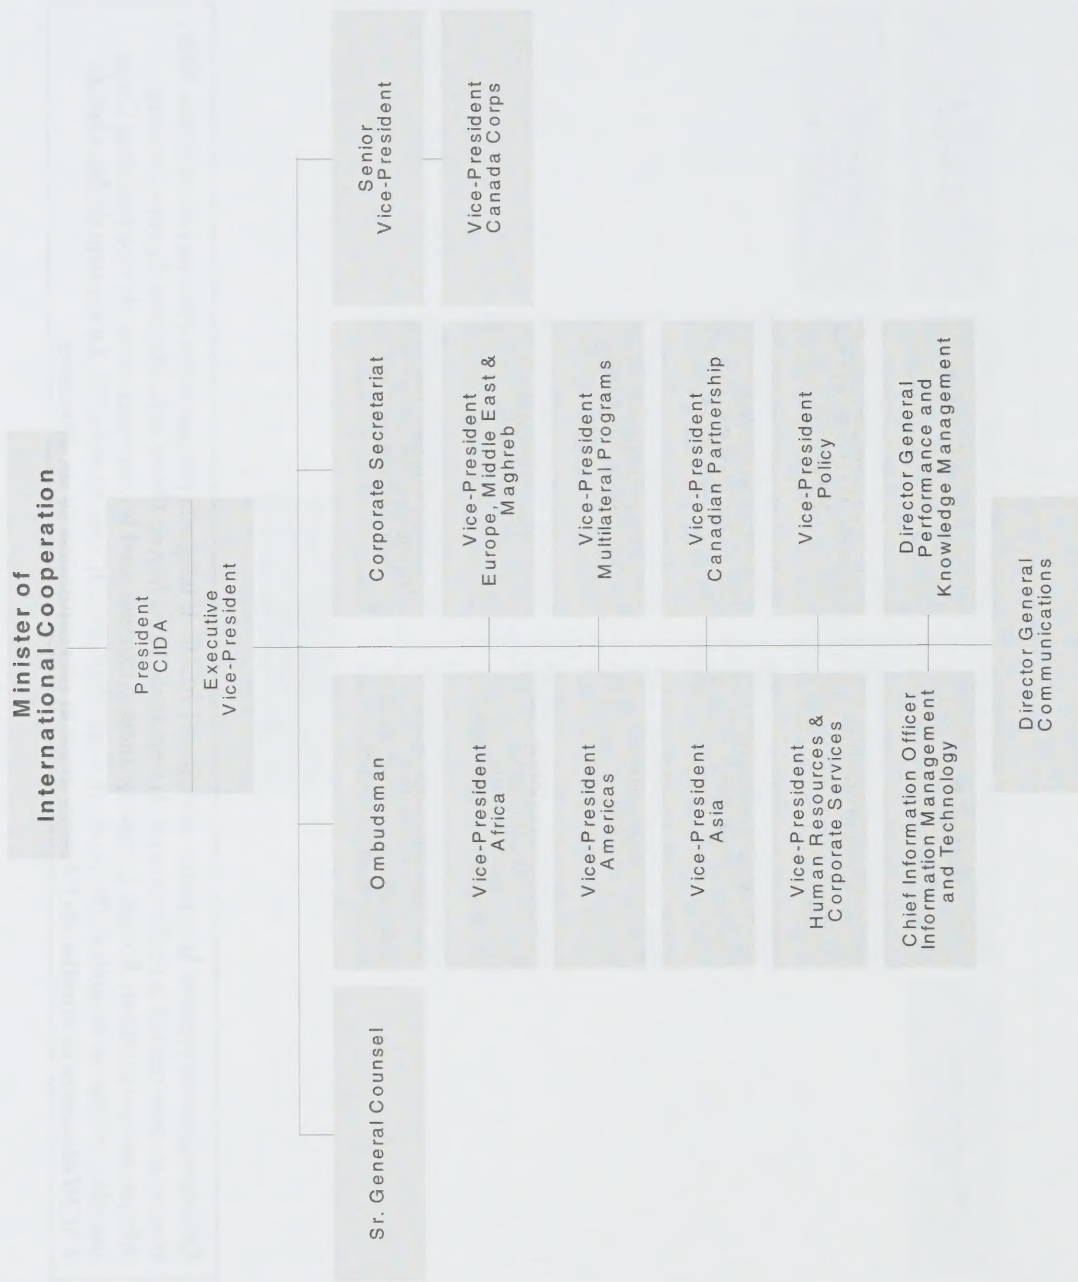 Minister of
International Cooperation
President
CIDA
Executive
Vice-President
Sr. General Counsel
Ombudsman
Corporate Secretariat
Senior
Vice-President
Vice-President
Africa
Vice-President
Europe, Middle East &
Maghreb
Vice-President
Canada Corps
Vice-President
Americas
Vice-President
Multilateral Programs
Vice-President
Asia
Vice-President
Canadian Partnership
Vice-President
Human Resources &
Corporate Services
Vice-President
Policy
Chief Information Officer
Information Management
and Technology
Director General
Performance and
Knowledge Management
Director General
Communications